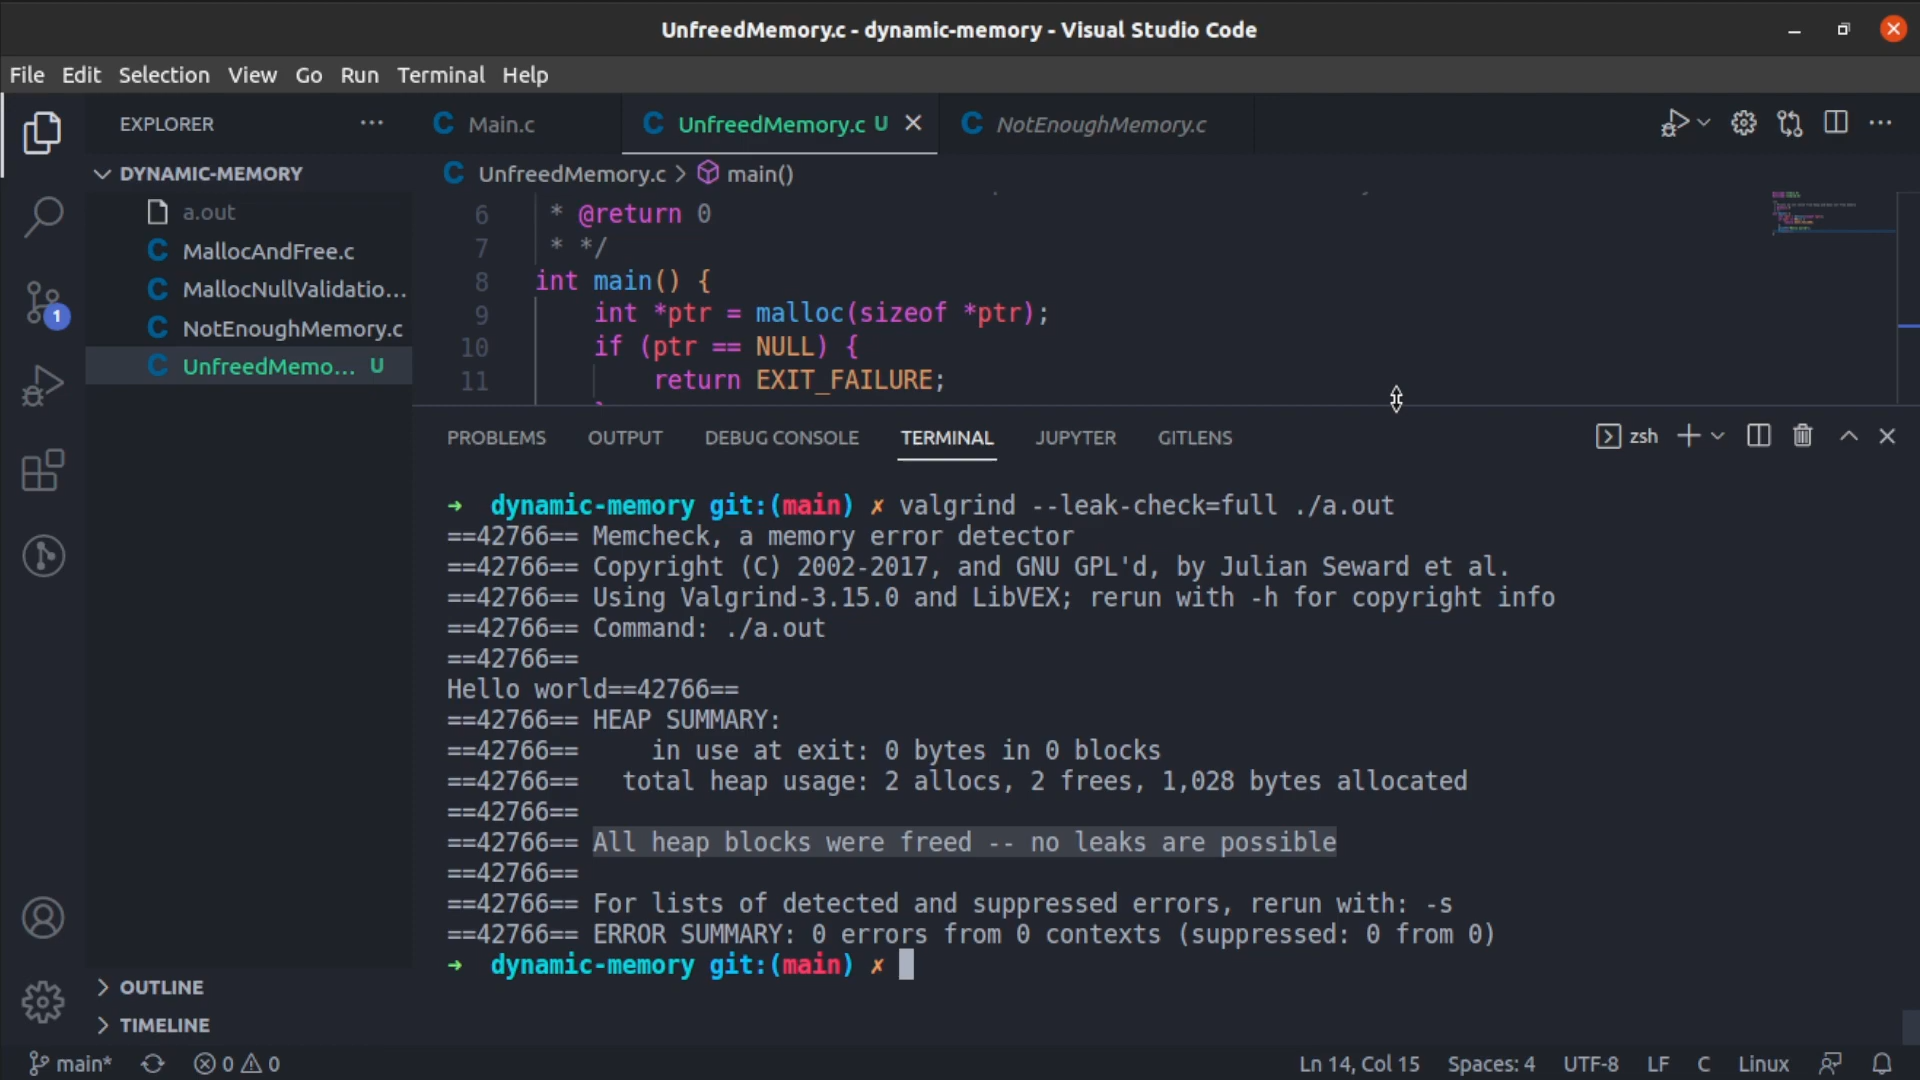 UnfreedMemory.c - dynamic-memory - Visual Studio Code
File Edit Selection View Go Run Terminal Help
EXPLORER ...
Main.c
UnfreedMemory.c U
NotEnoughMemory.c
DYNAMIC-MEMORY
a.out
MallocAndFree.c
MallocNullValidatio...
NotEnoughMemory.c
UnfreedMemo... U
1
UnfreedMemory.c > main()
6 * @return 0
7 * */
8 int main() {
9 int *ptr = malloc(sizeof *ptr);
10 if (ptr == NULL) {
11 return EXIT_FAILURE;
PROBLEMS OUTPUT DEBUG CONSOLE TERMINAL JUPYTER GITLENS
zsh
➜ dynamic-memory git:(main) ✗ valgrind --leak-check=full ./a.out
==42766== Memcheck, a memory error detector
==42766== Copyright (C) 2002-2017, and GNU GPL'd, by Julian Seward et al.
==42766== Using Valgrind-3.15.0 and LibVEX; rerun with -h for copyright info
==42766== Command: ./a.out
==42766==
Hello world==42766==
==42766== HEAP SUMMARY:
==42766== in use at exit: 0 bytes in 0 blocks
==42766== total heap usage: 2 allocs, 2 frees, 1,028 bytes allocated
==42766==
==42766== All heap blocks were freed -- no leaks are possible
==42766==
==42766== For lists of detected and suppressed errors, rerun with: -s
==42766== ERROR SUMMARY: 0 errors from 0 contexts (suppressed: 0 from 0)
➜ dynamic-memory git:(main) ✗
OUTLINE
TIMELINE
main* 0 0 Ln 14, Col 15 Spaces: 4 UTF-8 LF C Linux